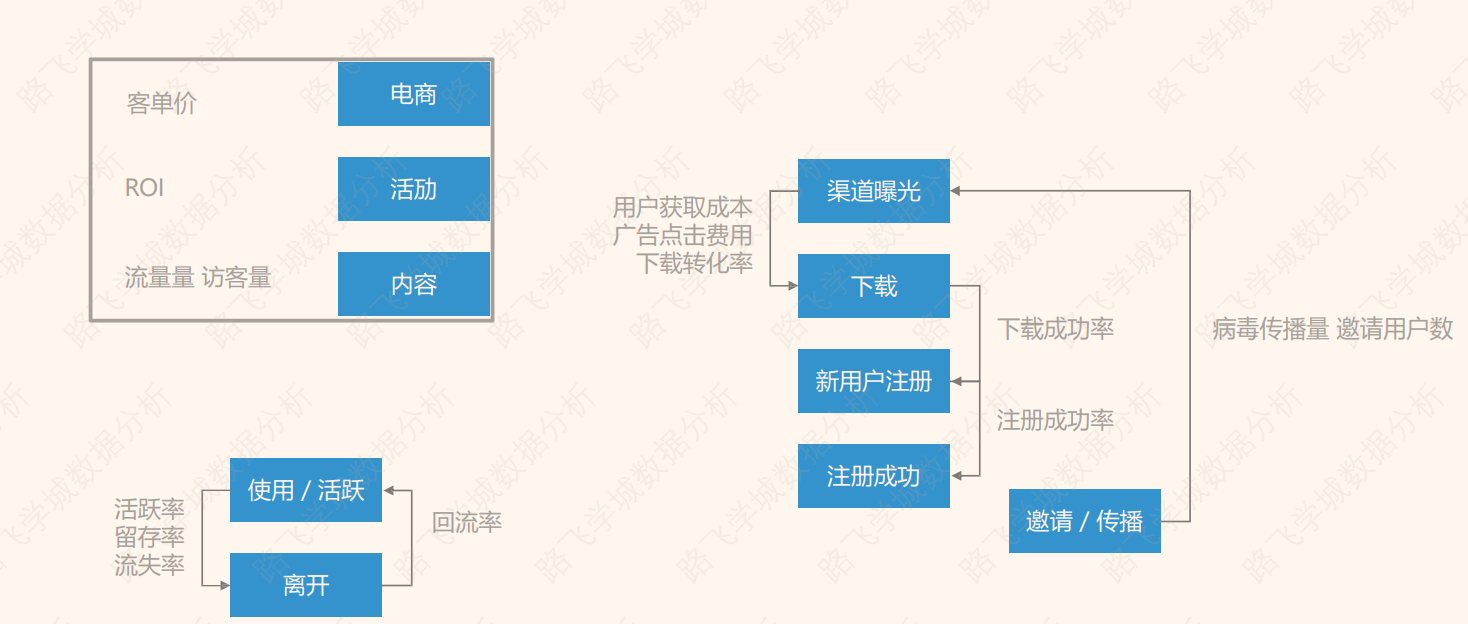 客单价
电商
ROI
活动
流量量 访客量
内容
渠道曝光
用户获取成本
广告点击费用
下载转化率
下载
下载成功率
病毒传播量 邀请用户数
新用户注册
注册成功率
注册成功
邀请 / 传播
使用 / 活跃
活跃率
留存率
流失率
回流率
离开
路飞学城数据分析